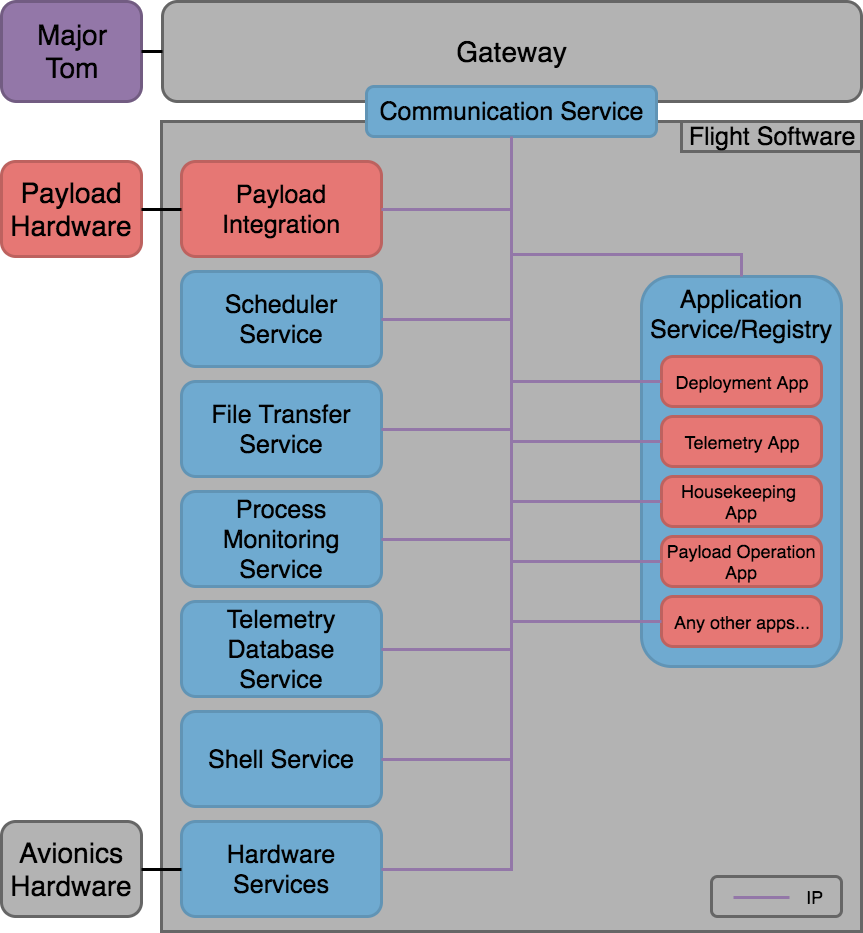 Major
Tom
Gateway
Communication Service
Flight Software
Payload
Hardware
Payload
Integration
Scheduler
Service
File Transfer
Service
Process
Monitoring
Service
Telemetry
Database
Service
Shell Service
Avionics
Hardware
Hardware
Services
Application
Service/Registry
Deployment App
Telemetry App
Housekeeping
App
Payload Operation
App
Any other apps...
IP